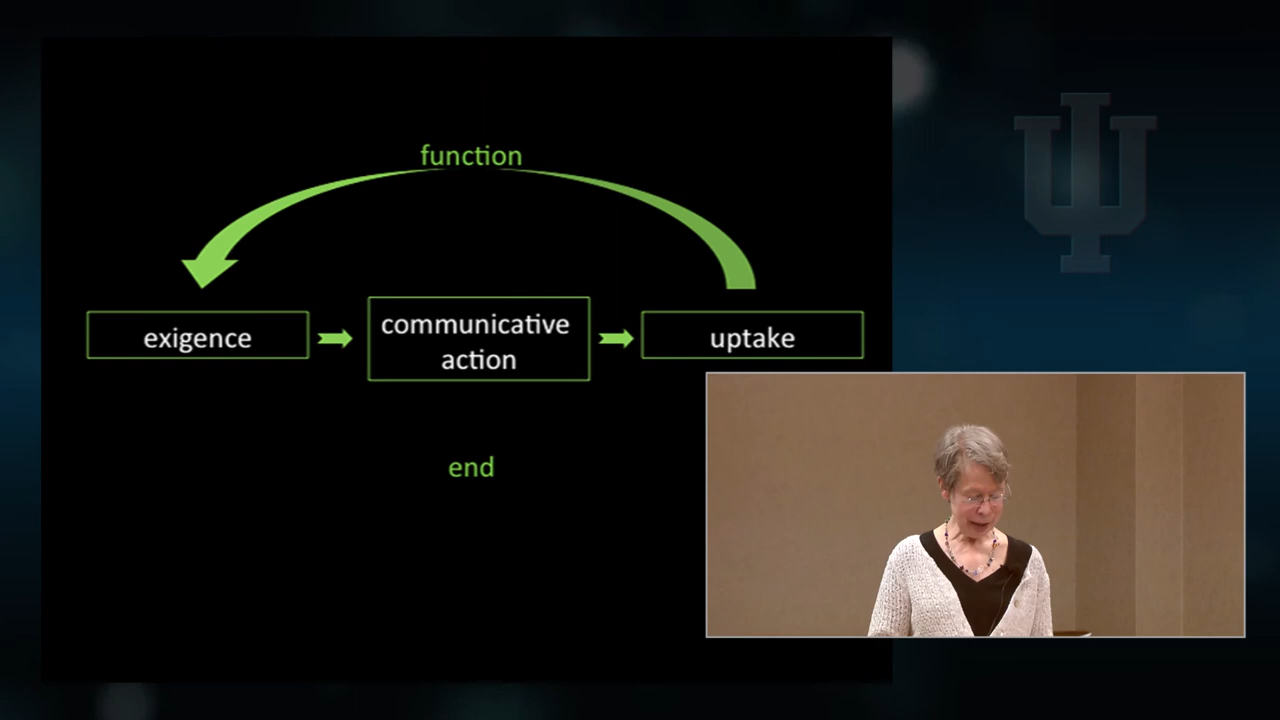 function
exigence
communicative
action
uptake
end